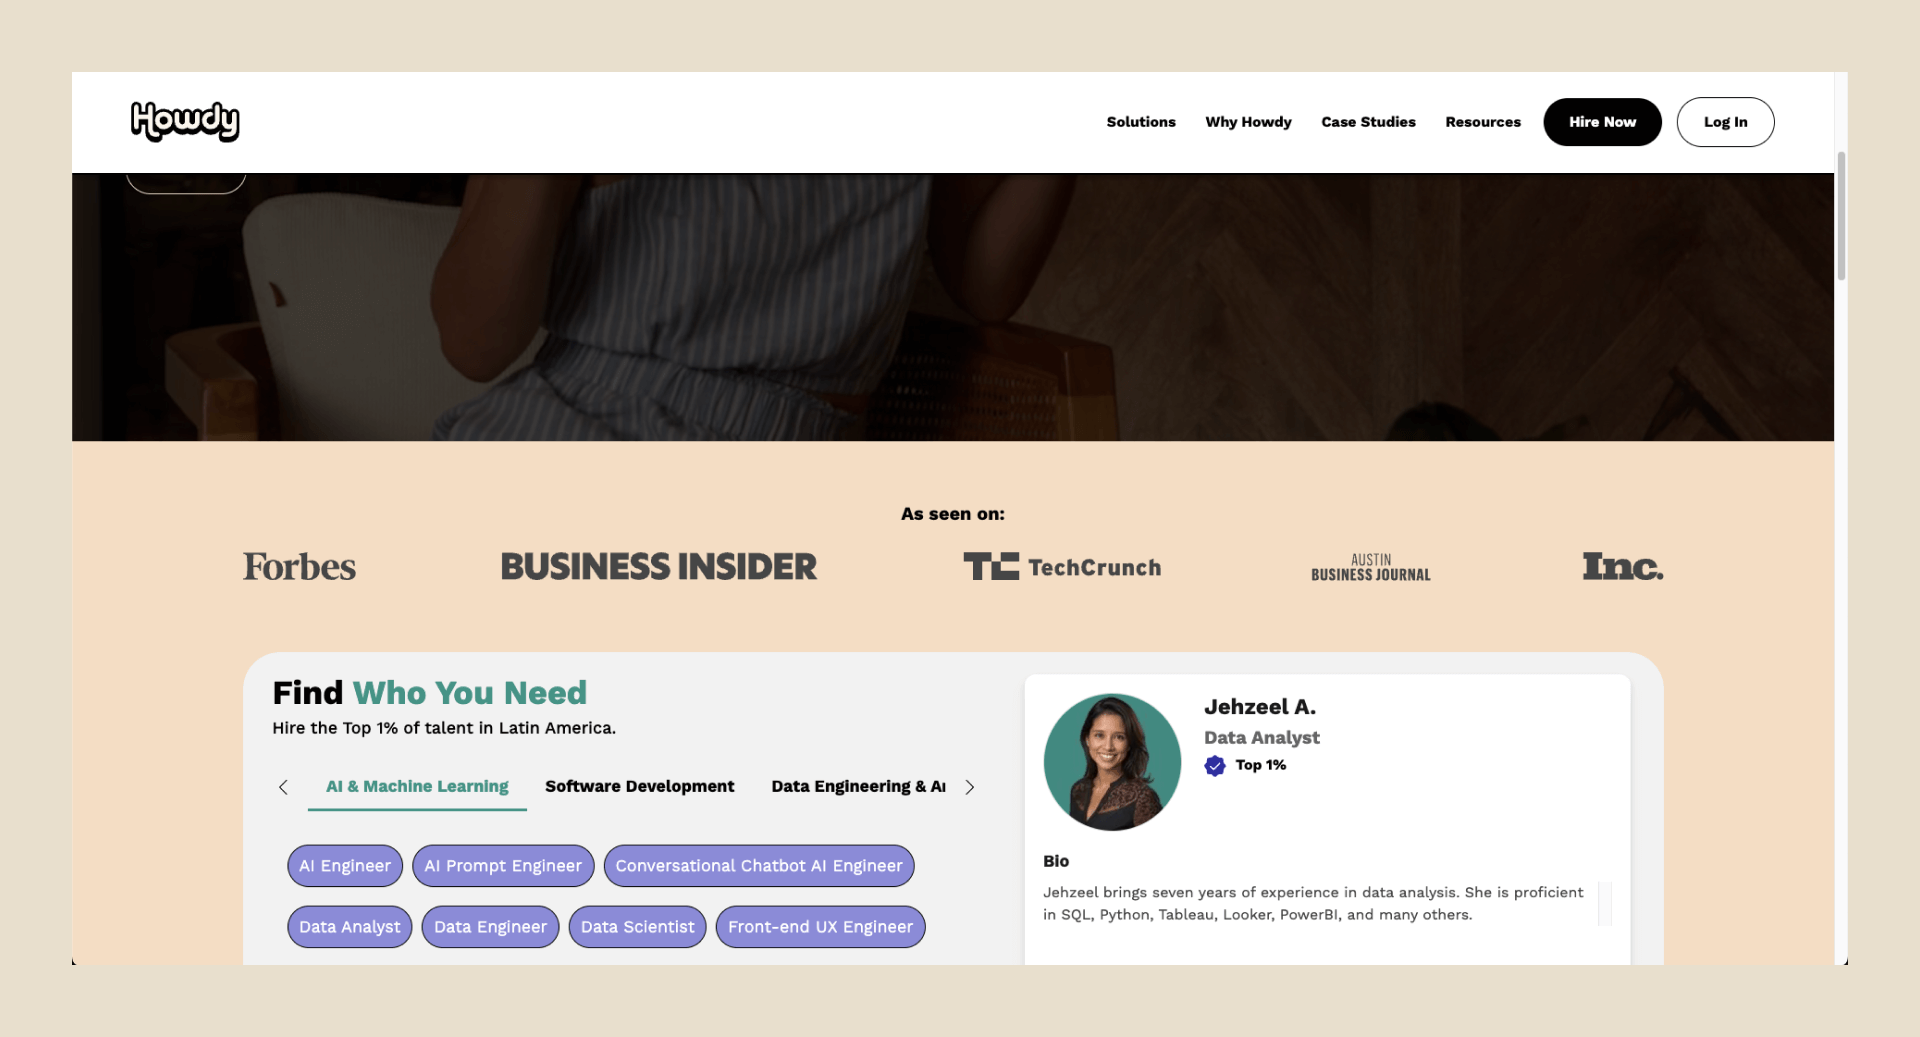 Howdy
Solutions
Why Howdy
Case Studies
Resources
Hire Now
Log In
As seen on:
Forbes
BUSINESS INSIDER
TC TechCrunch
AUSTIN
BUSINESS JOURNAL
Inc.
Find Who You Need
Hire the Top 1% of talent in Latin America.
AI & Machine Learning
Software Development
Data Engineering & An
AI Engineer
AI Prompt Engineer
Conversational Chatbot AI Engineer
Data Analyst
Data Engineer
Data Scientist
Front-end UX Engineer
Jehzeel A.
Data Analyst
Top 1%
Bio
Jehzeel brings seven years of experience in data analysis. She is proficient
in SQL, Python, Tableau, Looker, PowerBI, and many others.